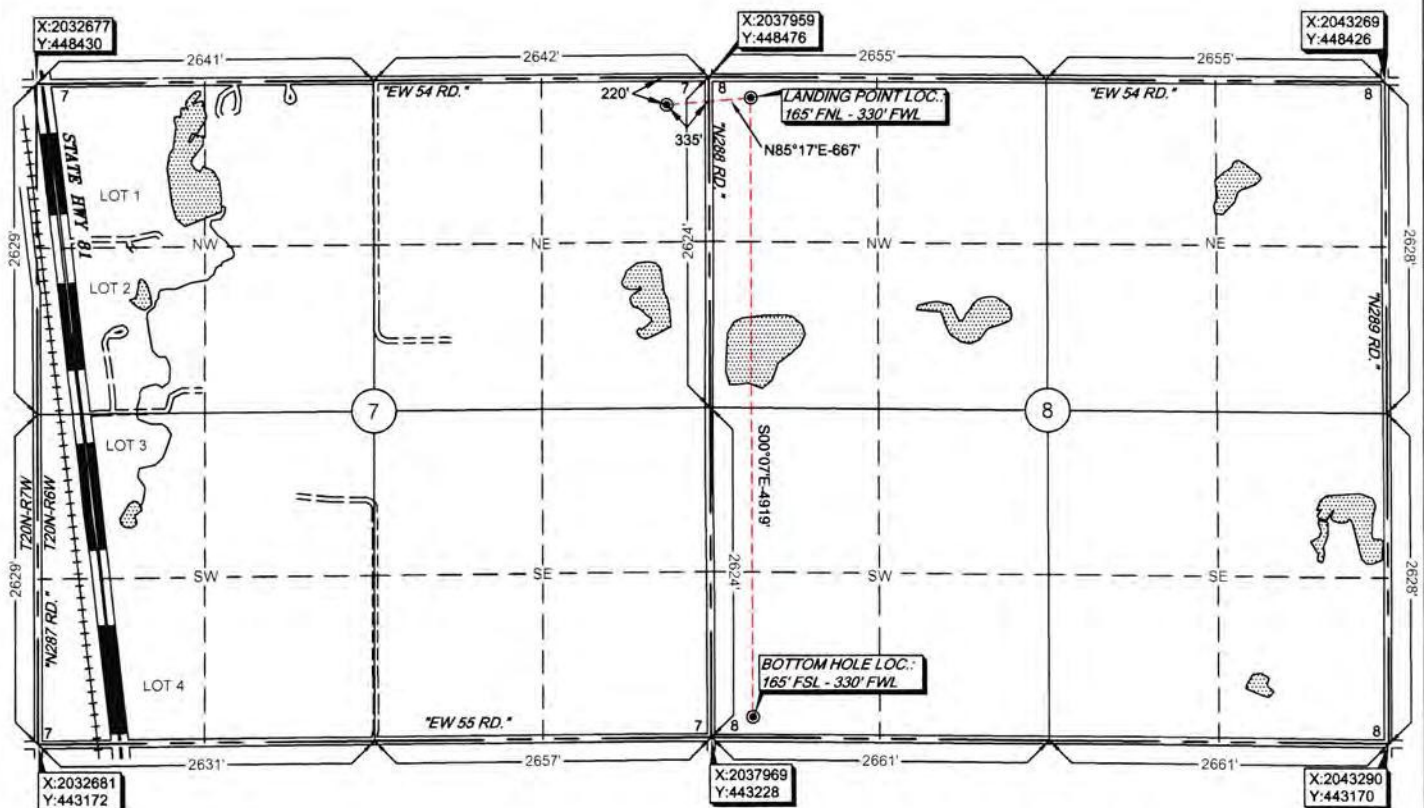 X:2032677
Y:448430
X:2037959
Y:448476
X:2043269
Y:448426
2641'
2642'
2655'
2655'
7
"EW 54 RD."
220'
7
8
LANDING POINT LOC.:
165' FNL - 330' FWL
"EW 54 RD."
8
335'
N85°17'E-667'
STATE HWY 81
"N288 RD."
LOT 1
2629'
NW
NE
2624'
NW
NE
2628'
LOT 2
"N289 RD."
7
8
LOT 3
S00°07'E-4919'
T20N-R7W
T20N-R6W
2629'
SW
SE
2624'
SW
SE
2628'
"N287 RD."
LOT 4
BOTTOM HOLE LOC.:
165' FSL - 330' FWL
"EW 55 RD."
7
7
8
8
2631'
2657'
2661'
2661'
X:2032681
Y:443172
X:2037969
Y:443228
X:2043290
Y:443170